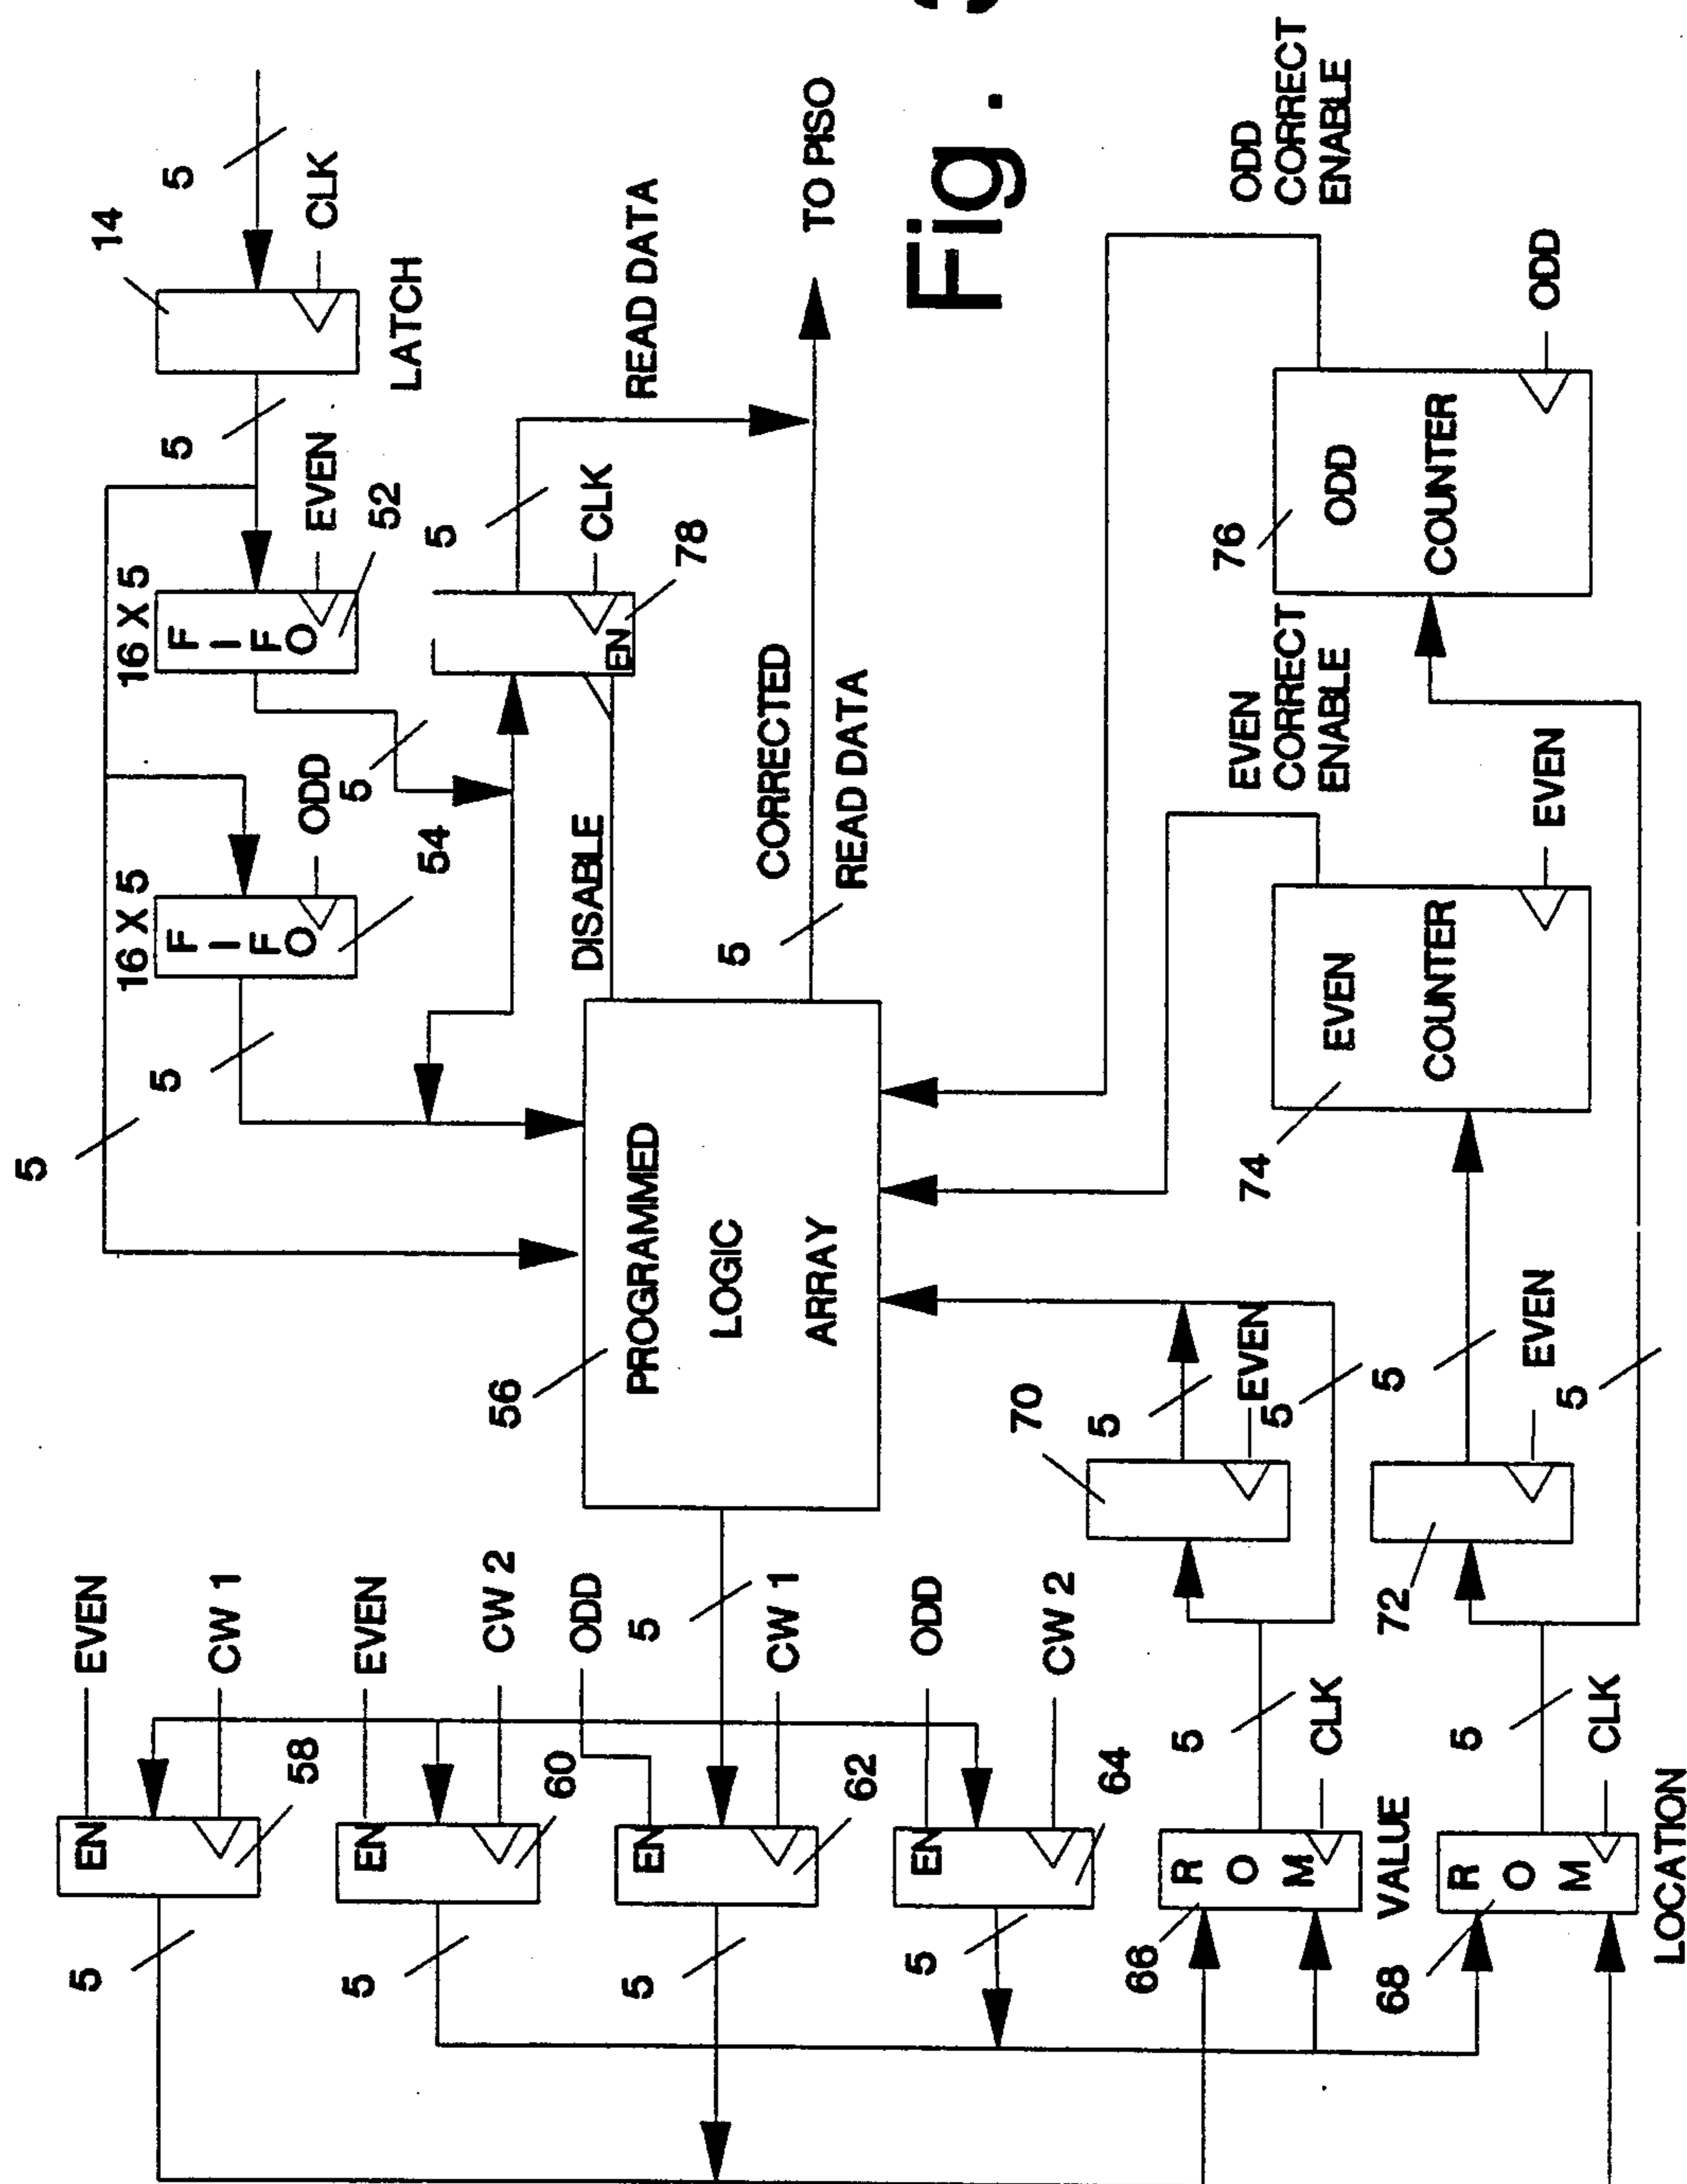 5
14
CLK
LATCH
5
16 X 5
FIFO
EVEN
52
16 X 5
FIFO
ODD
54
5
5
5
5
CLK
78
EN
READ DATA
DISABLE
CORRECTED
READ DATA
5
TO PISO
Fig.
56
PROGRAMMED
LOGIC
ARRAY
EVEN
CW 1
EN
58
5
EVEN
CW 2
EN
60
5
ODD
5
CW 1
EN
62
5
ODD
CW 2
EN
64
5
66
ROM
VALUE
5
CLK
68
ROM
LOCATION
5
CLK
70
5
EVEN
5
72
5
EVEN
5
74
EVEN
COUNTER
EVEN
EVEN
CORRECT
ENABLE
76
ODD
COUNTER
ODD
ODD
CORRECT
ENABLE